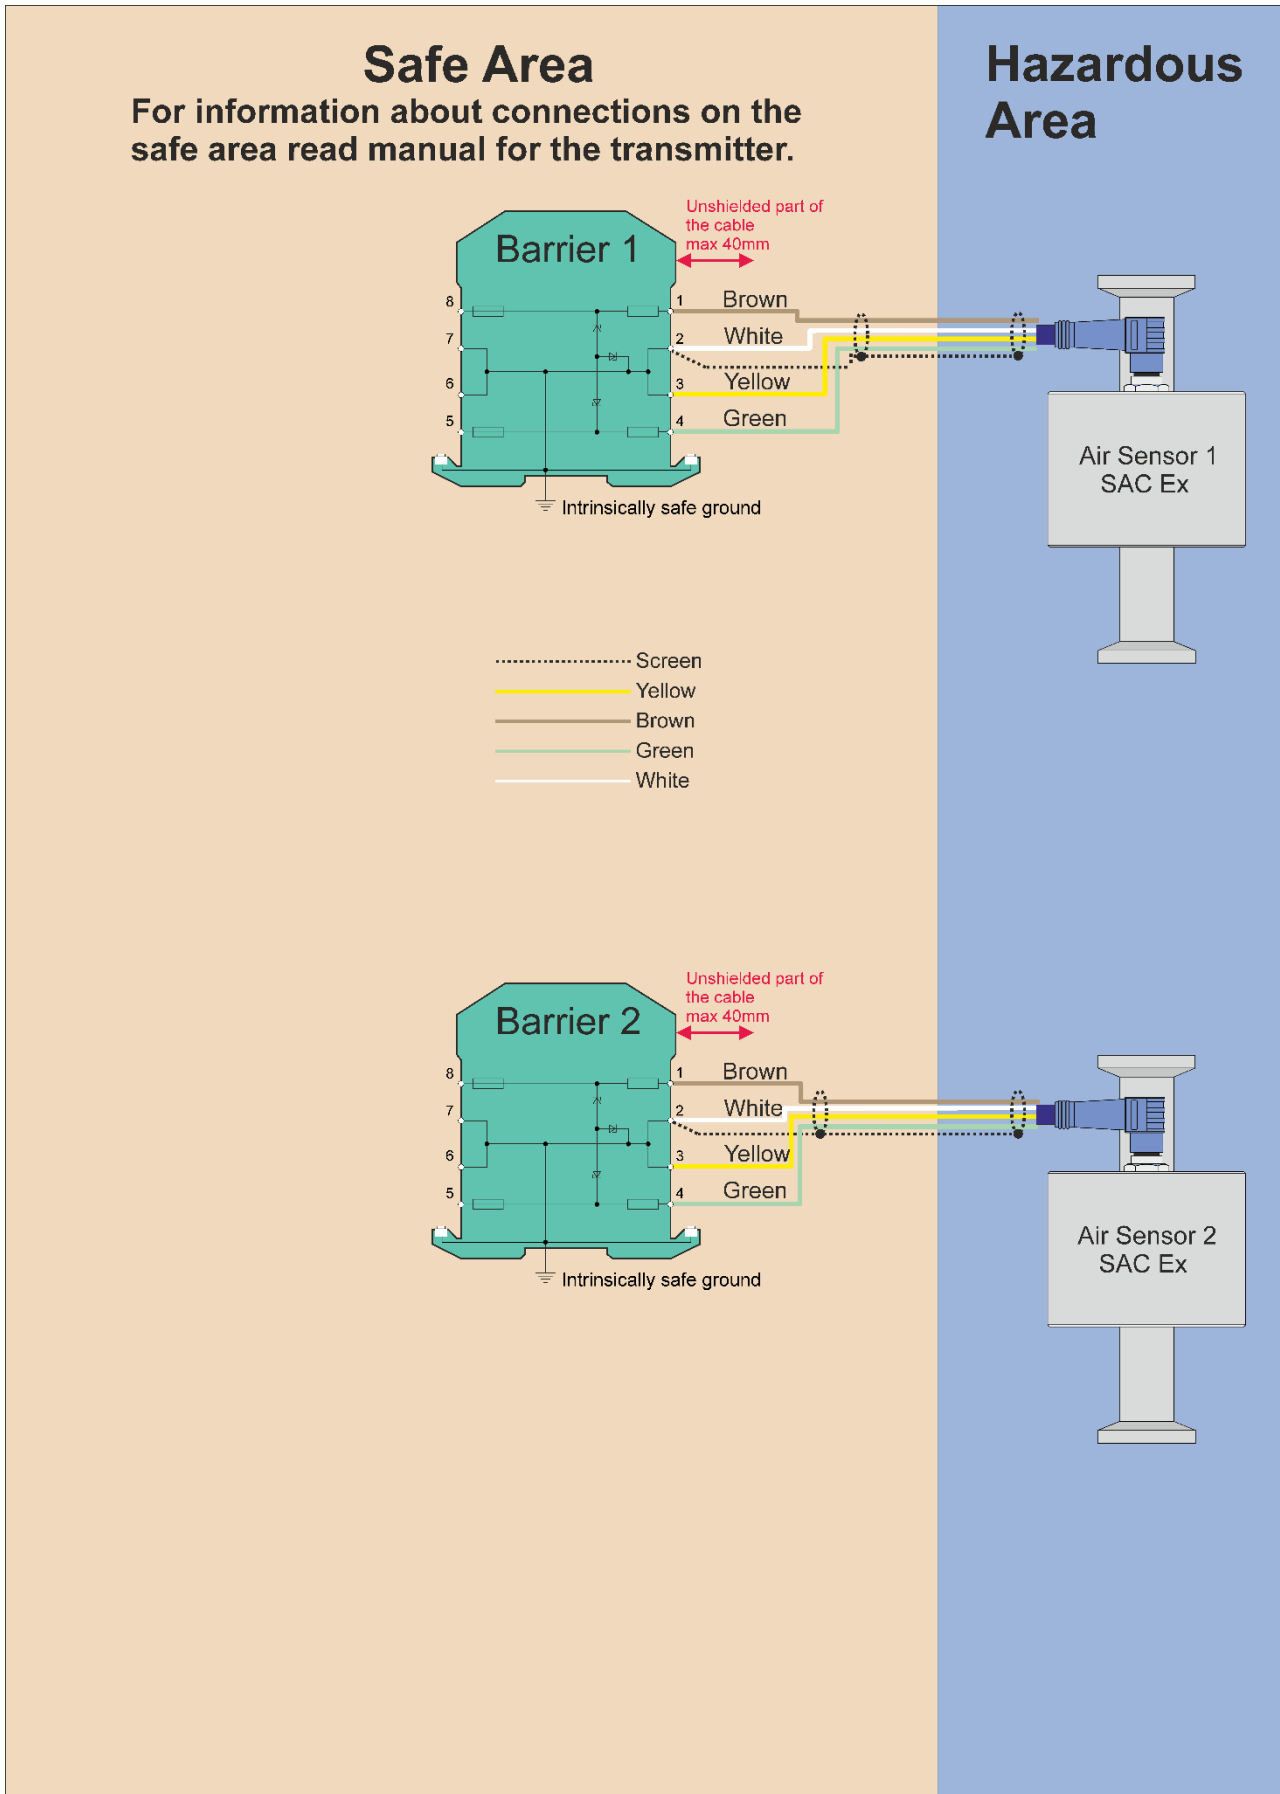 Safe Area
For information about connections on the
safe area read manual for the transmitter.
Hazardous
Area
Unshielded part of
the cable
max 40mm
Barrier 1
8
7
6
5
1
2
3
4
Brown
White
Yellow
Green
Intrinsically safe ground
Air Sensor 1
SAC Ex
Screen
Yellow
Brown
Green
White
Unshielded part of
the cable
max 40mm
Barrier 2
8
7
6
5
1
2
3
4
Brown
White
Yellow
Green
Intrinsically safe ground
Air Sensor 2
SAC Ex